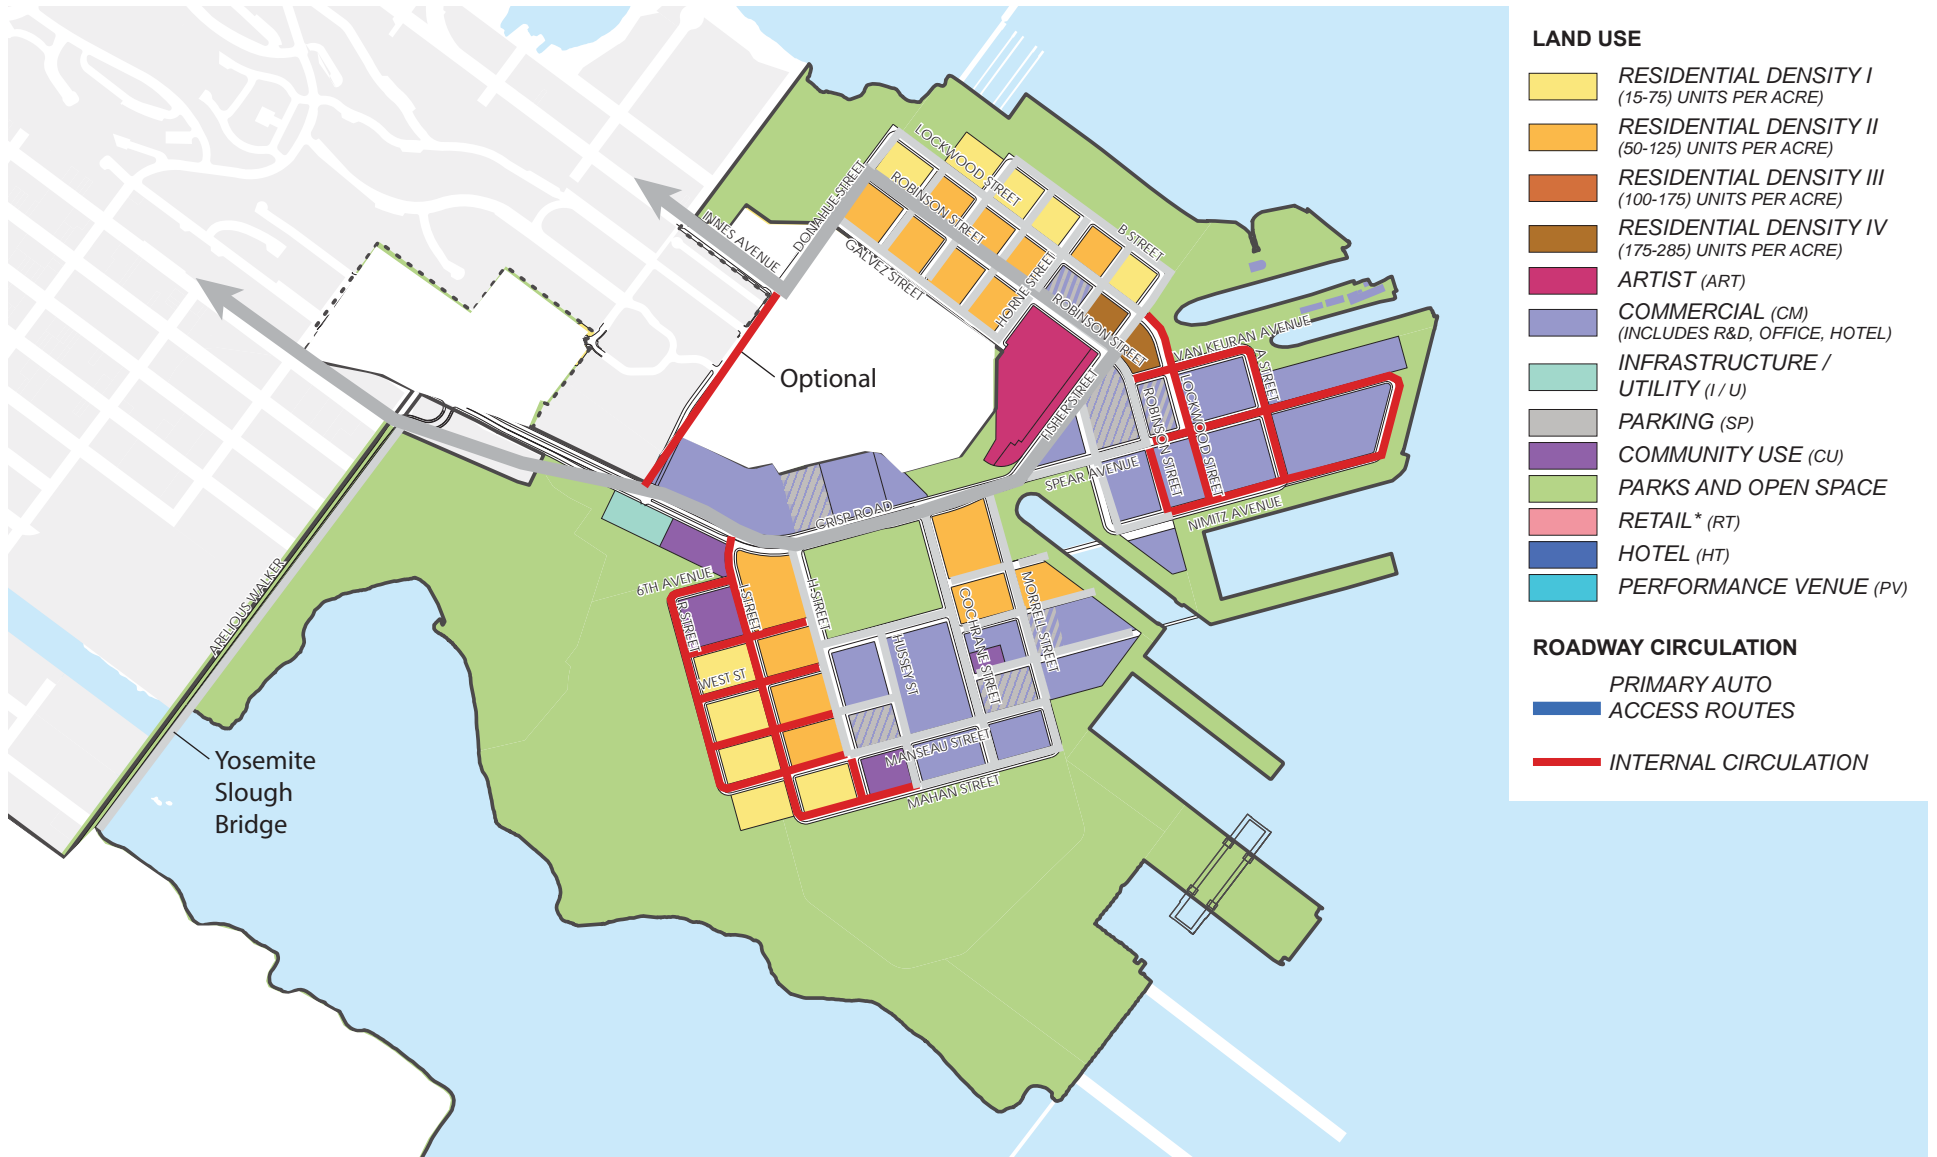 LAND USE
RESIDENTIAL DENSITY I
(15-75) UNITS PER ACRE)
RESIDENTIAL DENSITY II
(50-125) UNITS PER ACRE)
RESIDENTIAL DENSITY III
(100-175) UNITS PER ACRE)
RESIDENTIAL DENSITY IV
(175-285) UNITS PER ACRE)
ARTIST (ART)
COMMERCIAL (CM)
(INCLUDES R&D, OFFICE, HOTEL)
INFRASTRUCTURE /
UTILITY (I / U)
PARKING (SP)
COMMUNITY USE (CU)
PARKS AND OPEN SPACE
RETAIL* (RT)
HOTEL (HT)
PERFORMANCE VENUE (PV)
ROADWAY CIRCULATION
PRIMARY AUTO
ACCESS ROUTES
INTERNAL CIRCULATION
LOCKWOOD STREET
ROBINSON STREET
DONAHUE STREET
INNES AVENUE
GALVEZ STREET
B STREET
HORNE STREET
ROBINSON STREET
VAN KEURAN AVENUE
A STREET
LOCKWOOD STREET
ROBINSON STREET
FISHER STREET
SPEAR AVENUE
NIMITZ AVENUE
Optional
CRISP ROAD
6TH AVENUE
R STREET
I STREET
H STREET
WEST ST
HUSSEY ST
COCHRANE STREET
MORRELL STREET
MANSEAU STREET
MAHAN STREET
ARELIOUS WALKER
Yosemite
Slough
Bridge